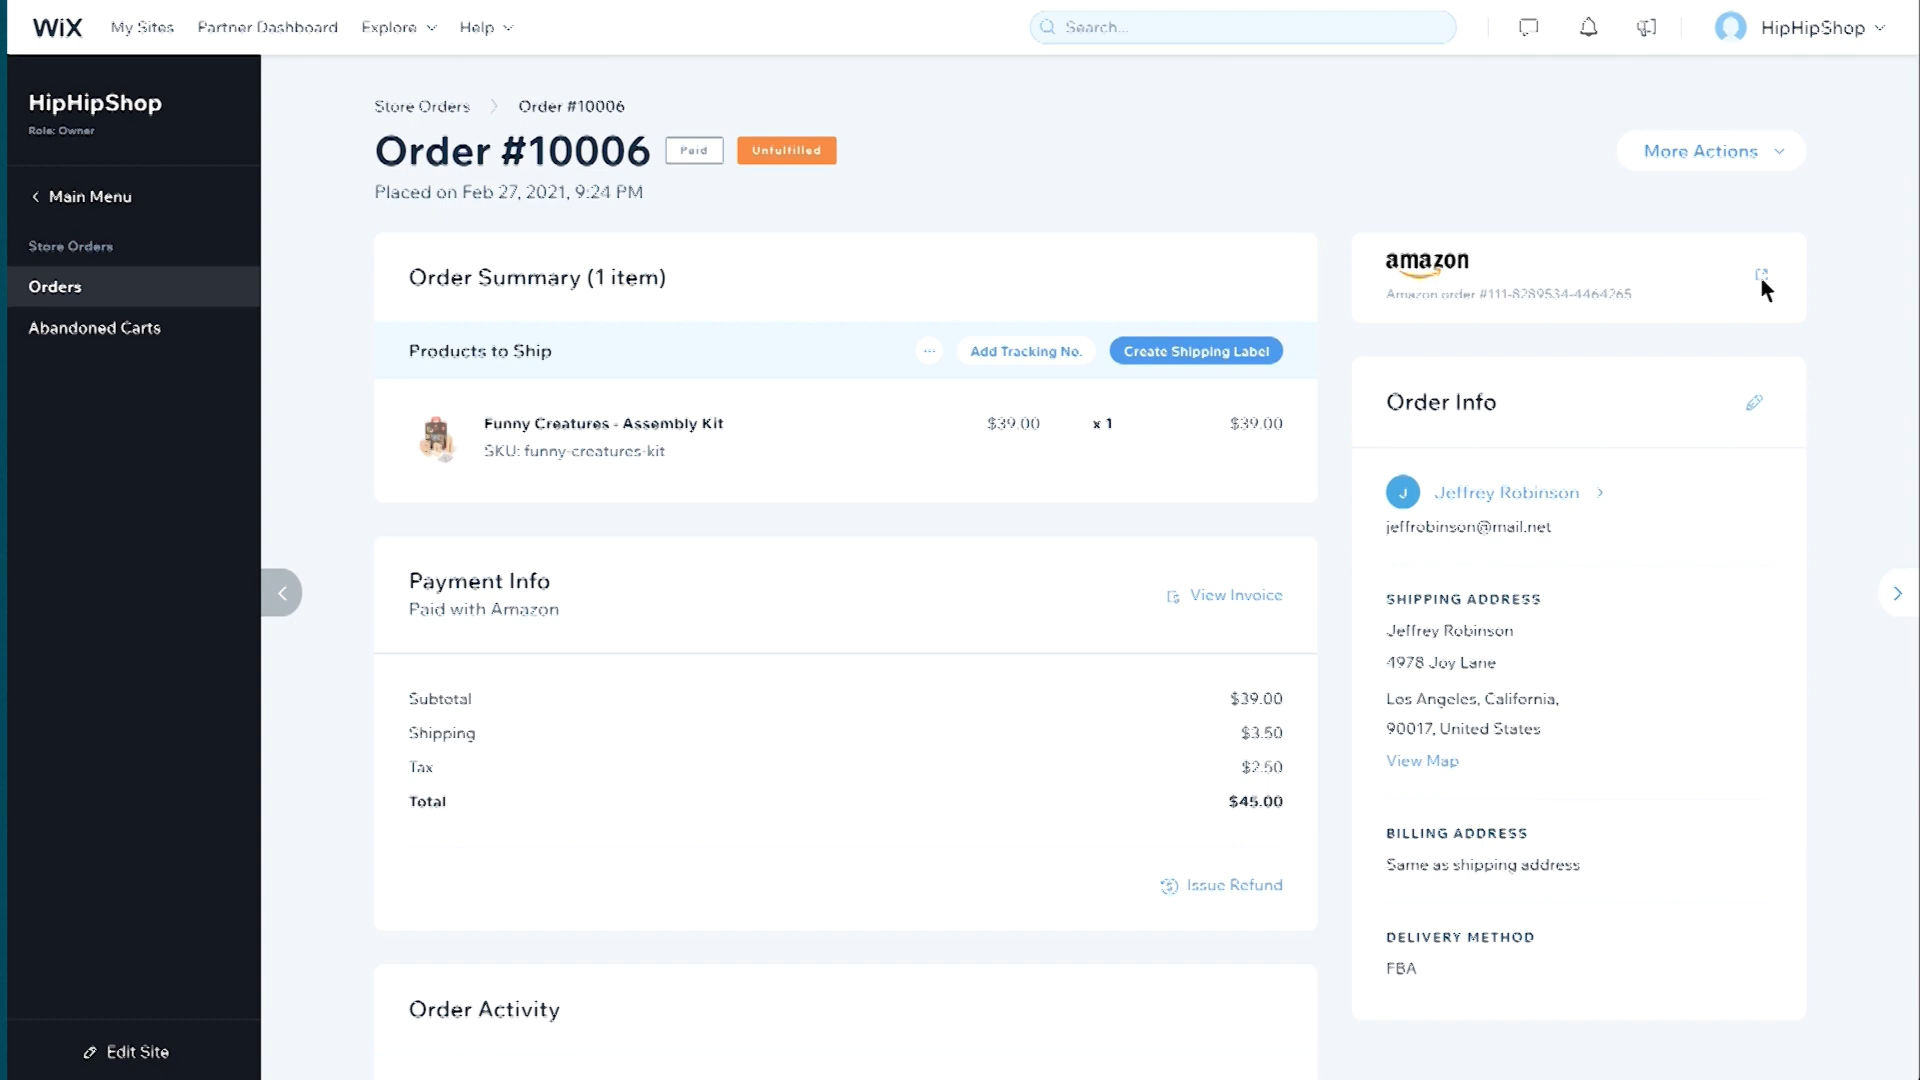 WiX
My Sites
Partner Dashboard
Explore
Help
Search...
HipHipShop
HipHipShop
Role: Owner
Main Menu
Store Orders
Orders
Abandoned Carts
Edit Site
Store Orders
Order #10006
Order #10006
Paid
Unfulfilled
More Actions
Placed on Feb 27, 2021, 9:24 PM
Order Summary (1 item)
Products to Ship
...
Add Tracking No.
Create Shipping Label
Funny Creatures - Assembly Kit
$39.00
x 1
$39.00
SKU: funny-creatures-kit
Payment Info
Paid with Amazon
View Invoice
Subtotal
$39.00
Shipping
$3.50
Tax
$2.50
Total
$45.00
Issue Refund
Order Activity
amazon
Amazon order #111-8289534-4464265
Order Info
J
Jeffrey Robinson
jeffrobinson@mail.net
SHIPPING ADDRESS
Jeffrey Robinson
4978 Joy Lane
Los Angeles, California,
90017, United States
View Map
BILLING ADDRESS
Same as shipping address
DELIVERY METHOD
FBA